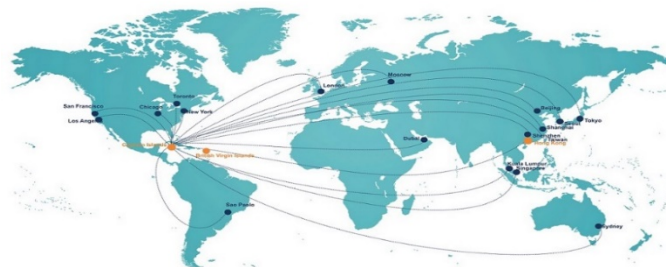 Moscow
London
Toronto
San Francisco
Chicago
New York
Los Angeles
Beijing
Seoul
Tokyo
Shanghai
Dubai
Shenzhen
Taiwan
Hong Kong
British Virgin Islands
Kuala Lumpur
Singapore
Sao Paulo
Sydney